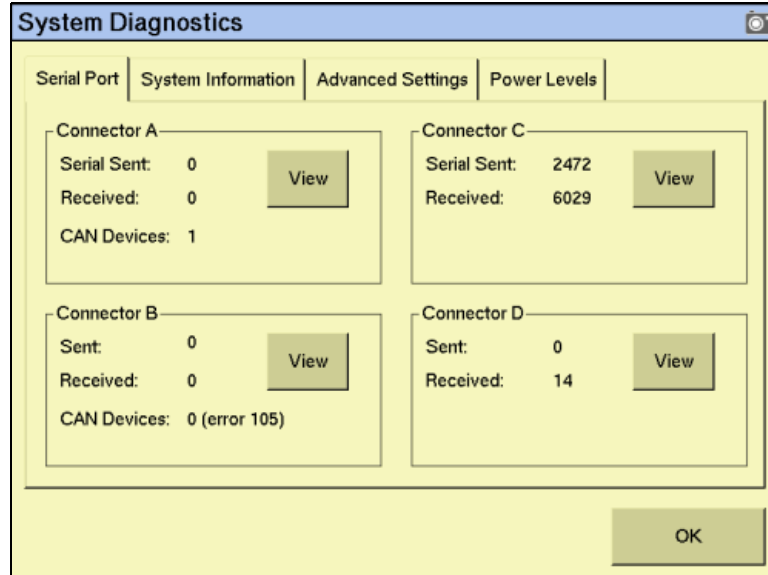 System Diagnostics
Serial Port System Information Advanced Settings Power Levels
Connector A
Serial Sent: 0
View
Received: 0
CAN Devices: 1
Connector C
Serial Sent: 2472
View
Received: 6029
Connector B
Sent: 0
View
Received: 0
CAN Devices: 0 (error 105)
Connector D
Sent: 0
View
Received: 14
OK